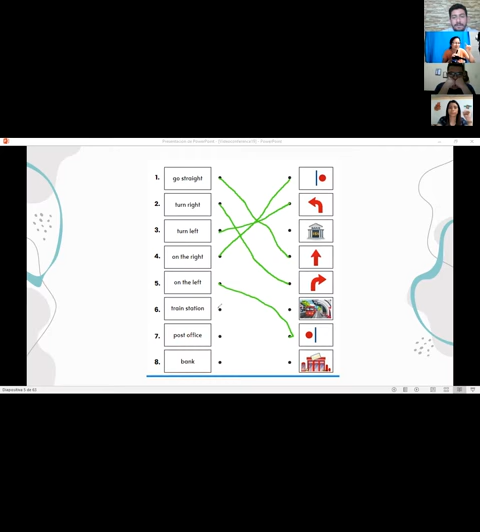 1. go straight
2. turn right
3. turn left
4. on the right
5. on the left
6. train station
7. post office
8. bank